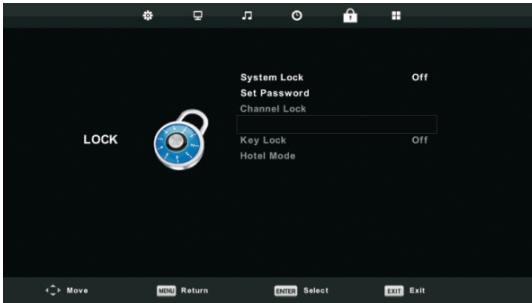 System Lock Off
Set Password
Channel Lock
LOCK
Key Lock Off
Hotel Mode
Move MENU Return ENTER Select EXIT Exit